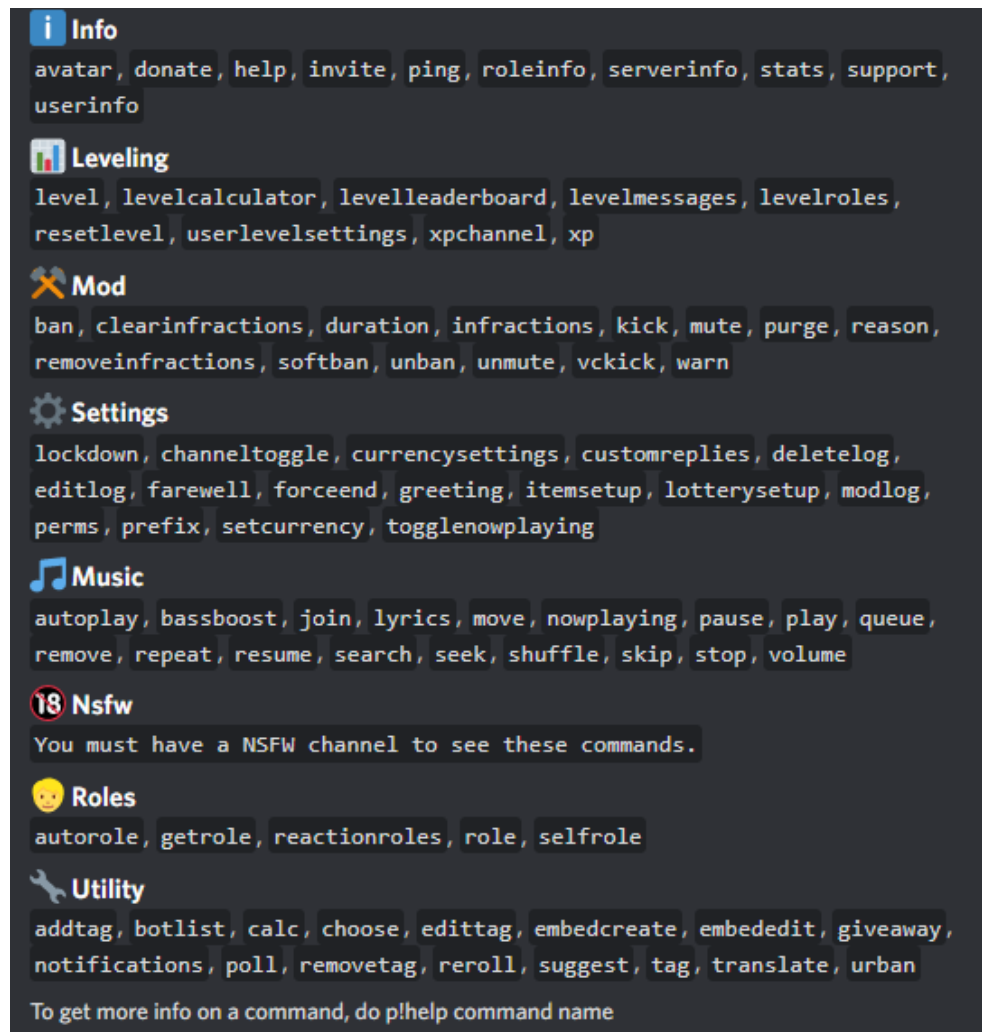 Info
avatar, donate, help, invite, ping, roleinfo, serverinfo, stats, support,
userinfo
Leveling
level, levelcalculator, levelleaderboard, levelmessages, levelroles,
resetlevel, userlevelsettings, xpchannel, xp
Mod
ban, clearinfractions, duration, infractions, kick, mute, purge, reason,
removeinfractions, softban, unban, unmute, vckick, warn
Settings
lockdown, channeltoggle, currencysettings, customreplies, deletelog,
editlog, farewell, forceend, greeting, itemsetup, lotterysetup, modlog,
perms, prefix, setcurrency, togglenowplaying
Music
autoplay, bassboost, join, lyrics, move, nowplaying, pause, play, queue,
remove, repeat, resume, search, seek, shuffle, skip, stop, volume
18 Nsfw
You must have a NSFW channel to see these commands.
Roles
autorole, getrole, reactionroles, role, selfrole
Utility
addtag, botlist, calc, choose, edittag, embedcreate, embededit, giveaway,
notifications, poll, removetag, reroll, suggest, tag, translate, urban
To get more info on a command, do p!help command name